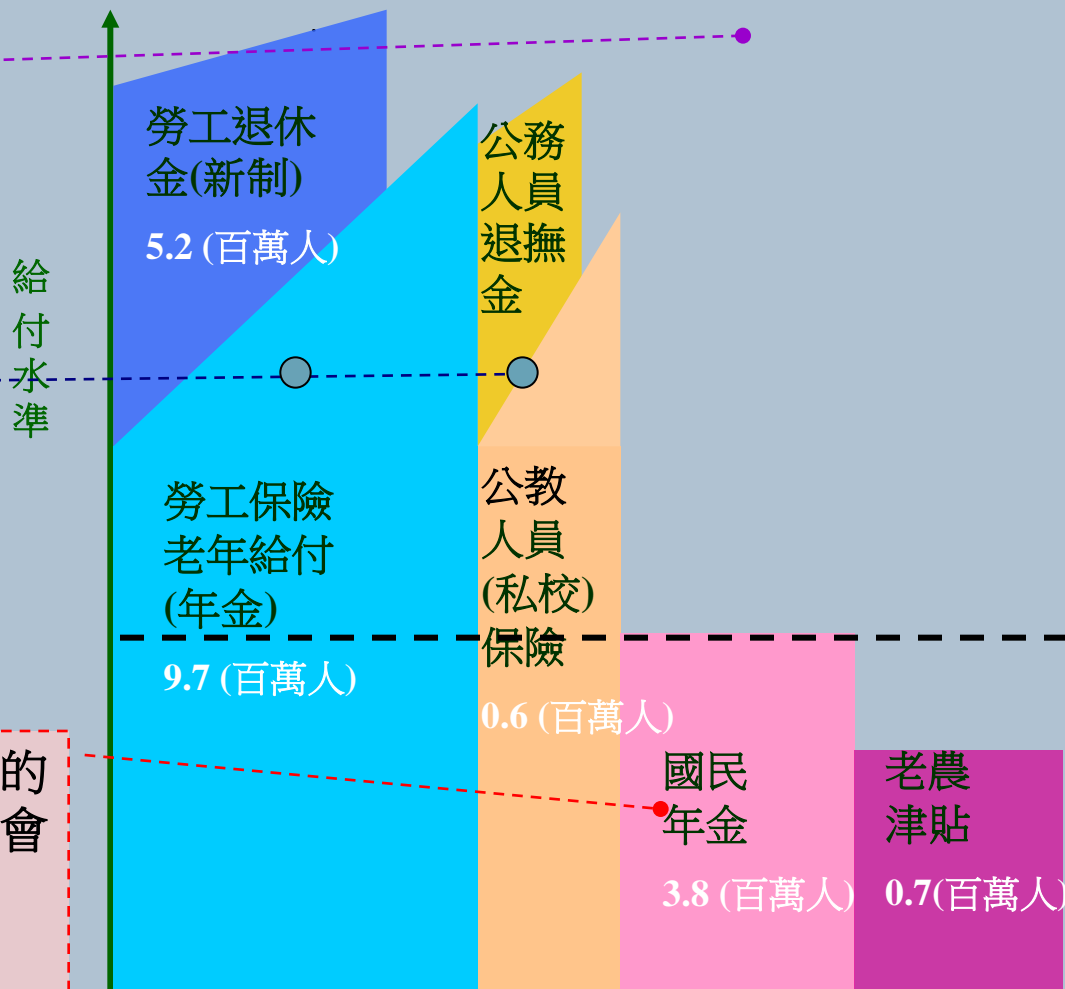 給
付
水
準
勞工退休
金(新制)
5.2 (百萬人)
公務
人員
退撫
金
勞工保險
老年給付
(年金)
9.7 (百萬人)
公教
人員
(私校)
保險
0.6 (百萬人)
國民
年金
3.8 (百萬人)
老農
津貼
0.7(百萬人)
的
會